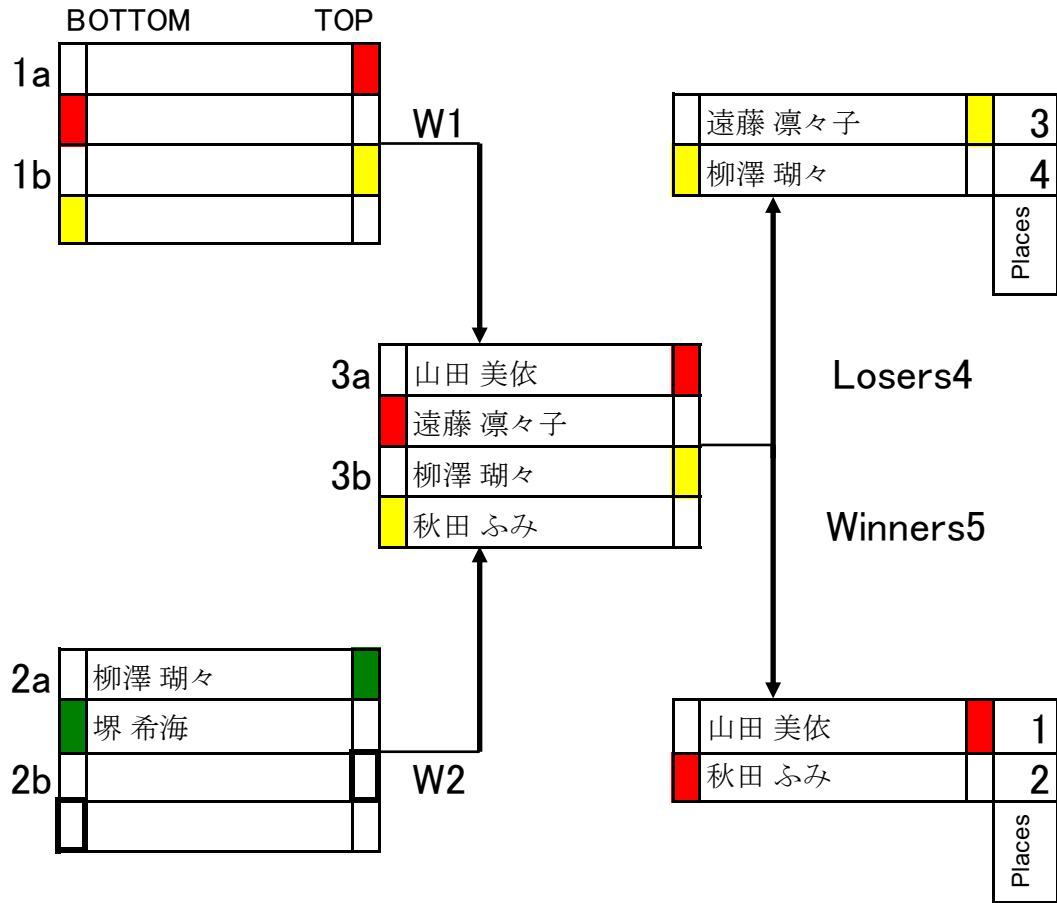 BOTTOM TOP
1a
W1
1b
遠藤 凛々子 3
柳澤 瑚々 4
Places
3a 山田 美依
遠藤 凛々子
3b 柳澤 瑚々
秋田 ふみ
Losers4
Winners5
2a 柳澤 瑚々
堺 希海
2b
W2
山田 美依 1
秋田 ふみ 2
Places